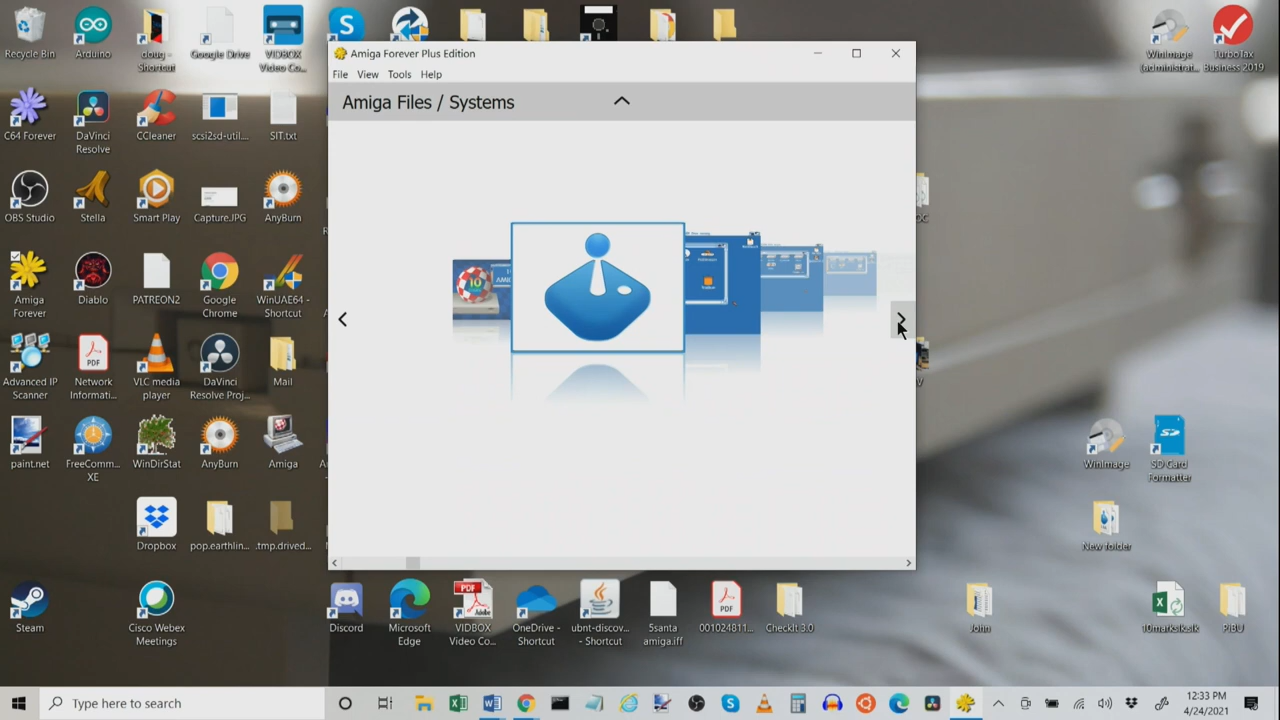 Recycle Bin
Arduino
doug -
Shortcut
Google Drive
VIDBOX
Video Co...
WinImage
(administrat...
TurboTax
Business 2019
Amiga Forever Plus Edition
File View Tools Help
Amiga Files / Systems
C64 Forever
DaVinci
Resolve
CCleaner
scsi2sd-util....
SIT.txt
OBS Studio
Stella
Smart Play
Capture.JPG
AnyBurn
Amiga
Forever
Diablo
PATREON2
Google
Chrome
WinUAE64 -
Shortcut
10
Advanced IP
Scanner
Network
Informati...
VLC media
player
DaVinci
Resolve Proj...
Mail
paint.net
FreeComm...
XE
WinDirStat
AnyBurn
Amiga
WinImage
SD Card
Formatter
Dropbox
pop.earthlin...
.tmp.drived...
New folder
Steam
Cisco Webex
Meetings
Discord
Microsoft
Edge
PDF
VIDBOX
Video Co...
OneDrive -
Shortcut
ubnt-discov...
- Shortcut
5santa
amiga.iff
PDF
001024811...
CheckIt 3.0
John
PiBU
Type here to search
12:33 PM
4/24/2021